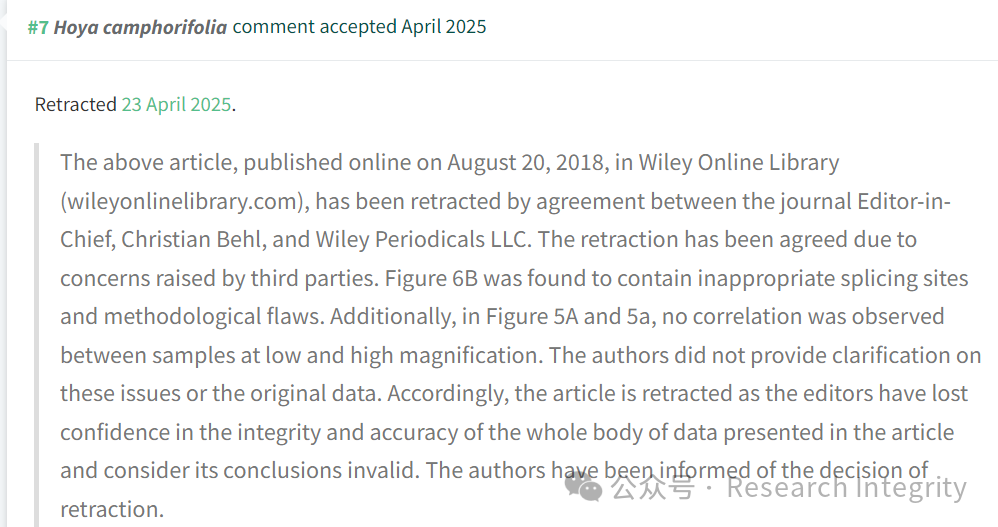 #7 Hoya camphorifolia comment accepted April 2025
Retracted 23 April 2025.
The above article, published online on August 20, 2018, in Wiley Online Library
(wileyonlinelibrary.com), has been retracted by agreement between the journal Editor-in-
Chief, Christian Behl, and Wiley Periodicals LLC. The retraction has been agreed due to
concerns raised by third parties. Figure 6B was found to contain inappropriate splicing sites
and methodological flaws. Additionally, in Figure 5A and 5a, no correlation was observed
between samples at low and high magnification. The authors did not provide clarification on
these issues or the original data. Accordingly, the article is retracted as the editors have lost
confidence in the integrity and accuracy of the whole body of data presented in the article
and consider its conclusions invalid. The authors have been informed of the decision of
retraction.
公众号 · Research Integrity